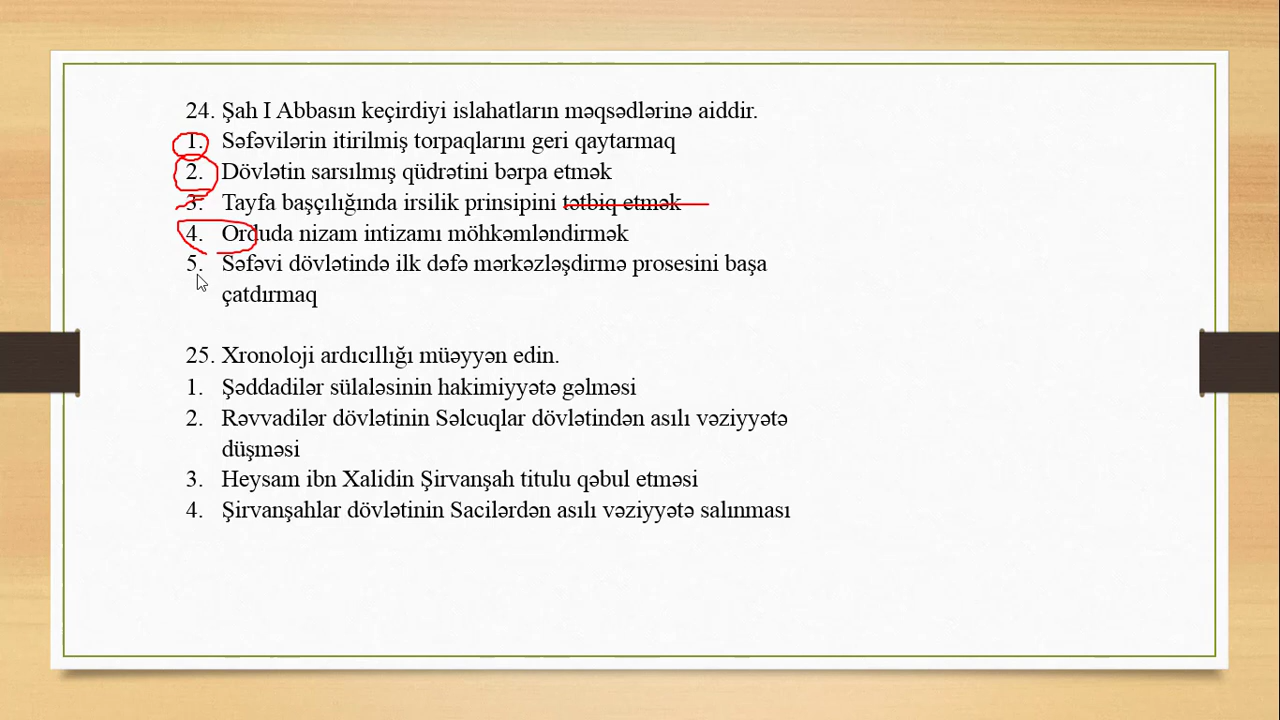 24. Şah I Abbasın keçirdiyi islahatların məqsədlərinə aiddir.
1. Səfəvilərin itirilmiş torpaqlarını geri qaytarmaq
2. Dövlətin sarsılmış qüdrətini bərpa etmək
3. Tayfa başçılığında irsilik prinsipini tətbiq etmək
4. Orduda nizam intizamı möhkəmləndirmək
5. Səfəvi dövlətində ilk dəfə mərkəzləşdirmə prosesini başa
çatdırmaq
25. Xronoloji ardıcıllığı müəyyən edin.
1. Şəddadilər sülaləsinin hakimiyyətə gəlməsi
2. Rəvvadilər dövlətinin Səlcuqlar dövlətindən asılı vəziyyətə
düşməsi
3. Heysam ibn Xalidin Şirvanşah titulu qəbul etməsi
4. Şirvanşahlar dövlətinin Sacilərdən asılı vəziyyətə salınması